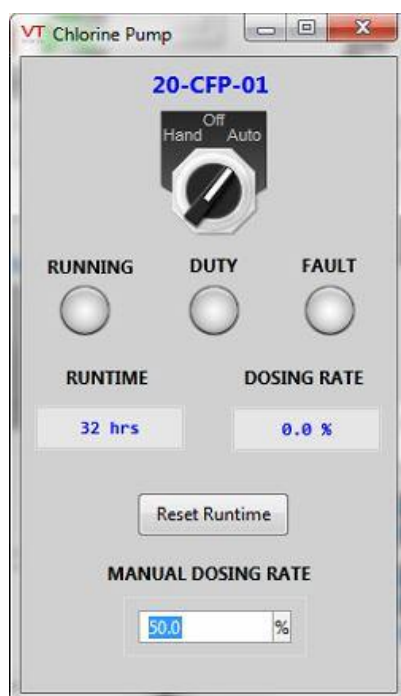 VT Chlorine Pump
20-CFP-01
Off
Hand Auto
RUNNING DUTY FAULT
RUNTIME DOSING RATE
32 hrs 0.0 %
Reset Runtime
MANUAL DOSING RATE
50.0 %